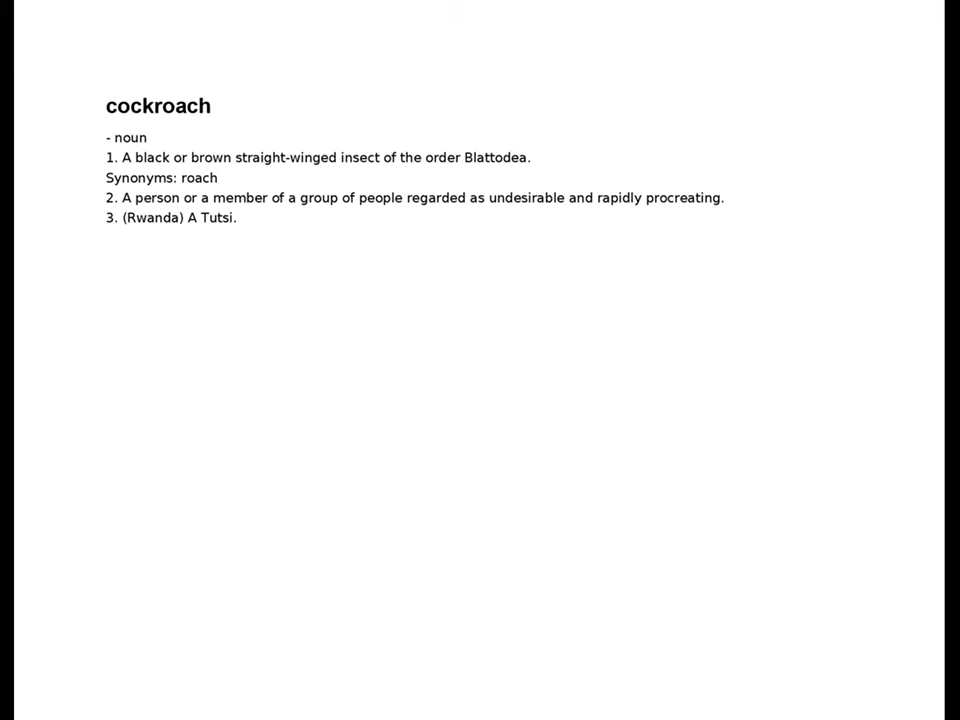 cockroach
- noun
1. A black or brown straight-winged insect of the order Blattodea.
Synonyms: roach
2. A person or a member of a group of people regarded as undesirable and rapidly procreating.
3. (Rwanda) A Tutsi.